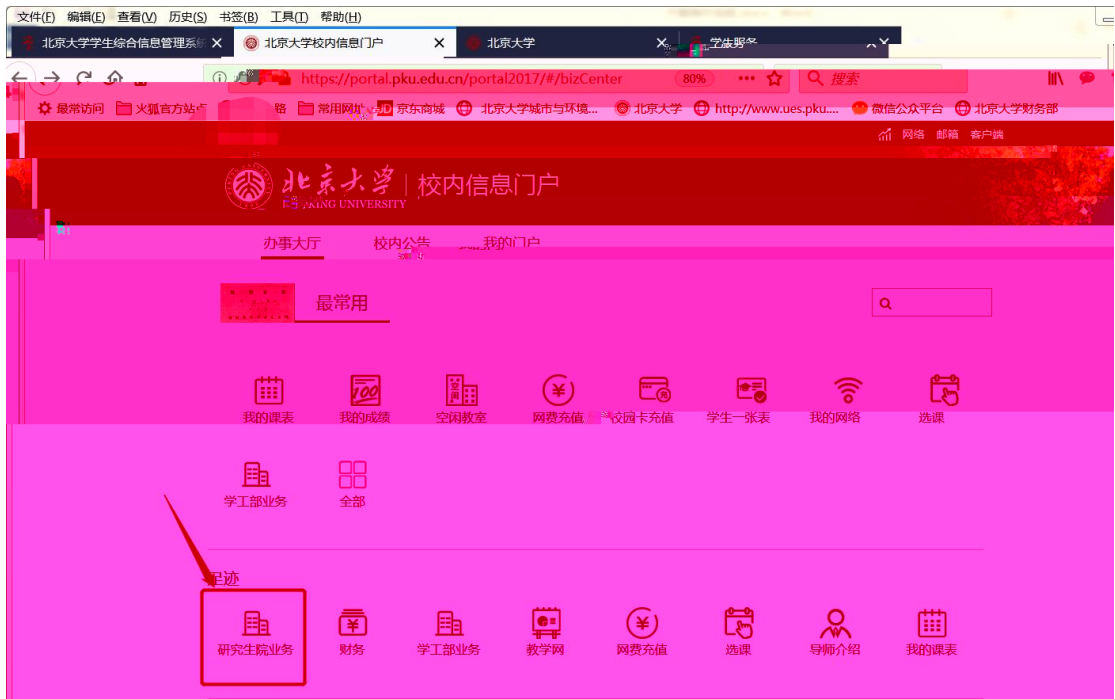 文件(F) 编辑(E) 查看(V) 历史(S) 书签(B) 工具(T) 帮助(H)
北京大学学生综合信息管理系统 北京大学校内信息门户 北京大学
https://portal.pku.edu.cn/portal2017/#/bizCenter 80% 搜索
最常访问 火狐官方站点 常用网址 JD 京东商城 北京大学城市与环境... 北京大学 http://www.ues.pku.... 微信公众平台 北京大学财务部
网络 邮箱 客户端
北京大学 校内信息门户
UNIVERSITY
办事大厅 校内公告 我的门户
最常用
我的课表 我的成绩 空闲教室 网费充值 校园卡充值 学生一张表 我的网络 选课
学工部业务 全部
足迹
研究生院业务 财务 学工部业务 教学网 网费充值 选课 导师介绍 我的课表